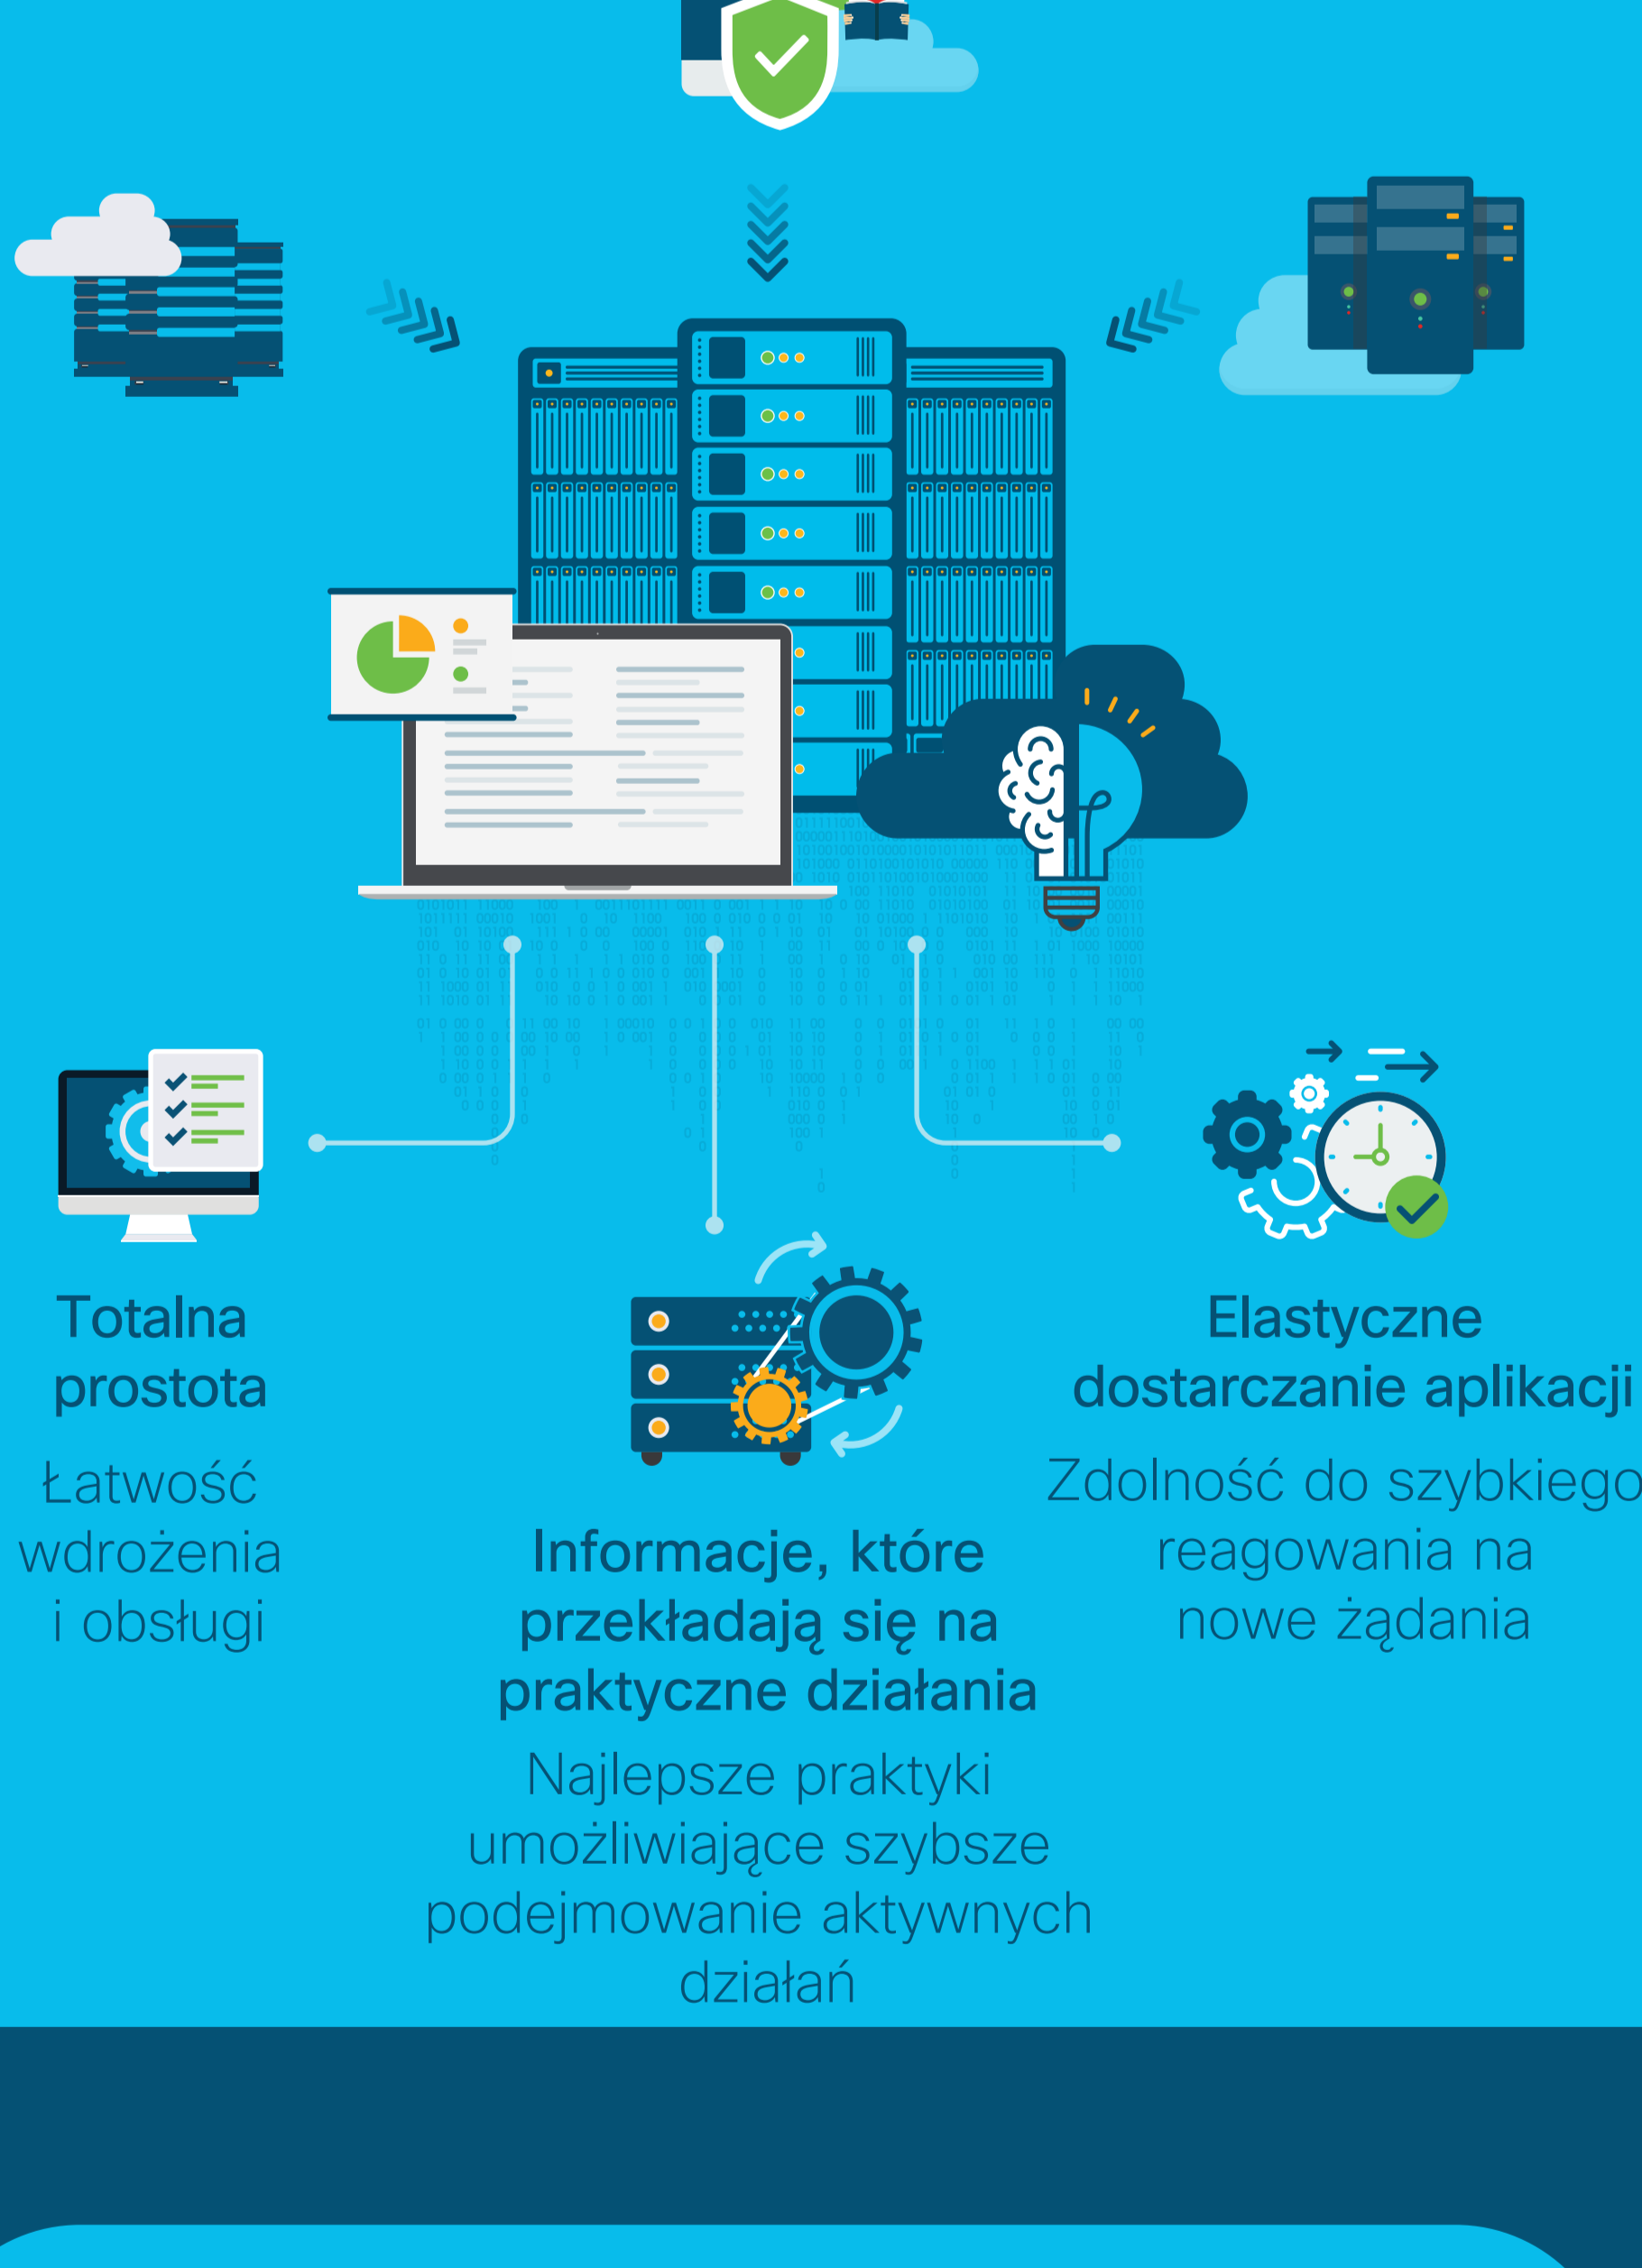 Totalna
prostota
Łatwość
wdrożenia
i obsługi
Informacje, które
przekładają się na
praktyczne działania
Najlepsze praktyki
umożliwiające szybsze
podejmowanie aktywnych
działań
Elastyczne
dostarczanie aplikacji
Zdolność do szybkiego
reagowania na
nowe żądania